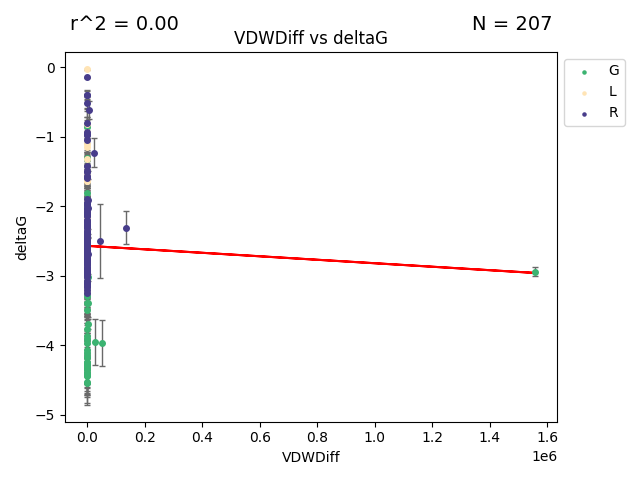 r^2 = 0.00
N = 207
VDWDiff vs deltaG
G
L
R
deltaG
0
−1
−2
−3
−4
−5
0.0 0.2 0.4 0.6 0.8 1.0 1.2 1.4 1.6
1e6
VDWDiff